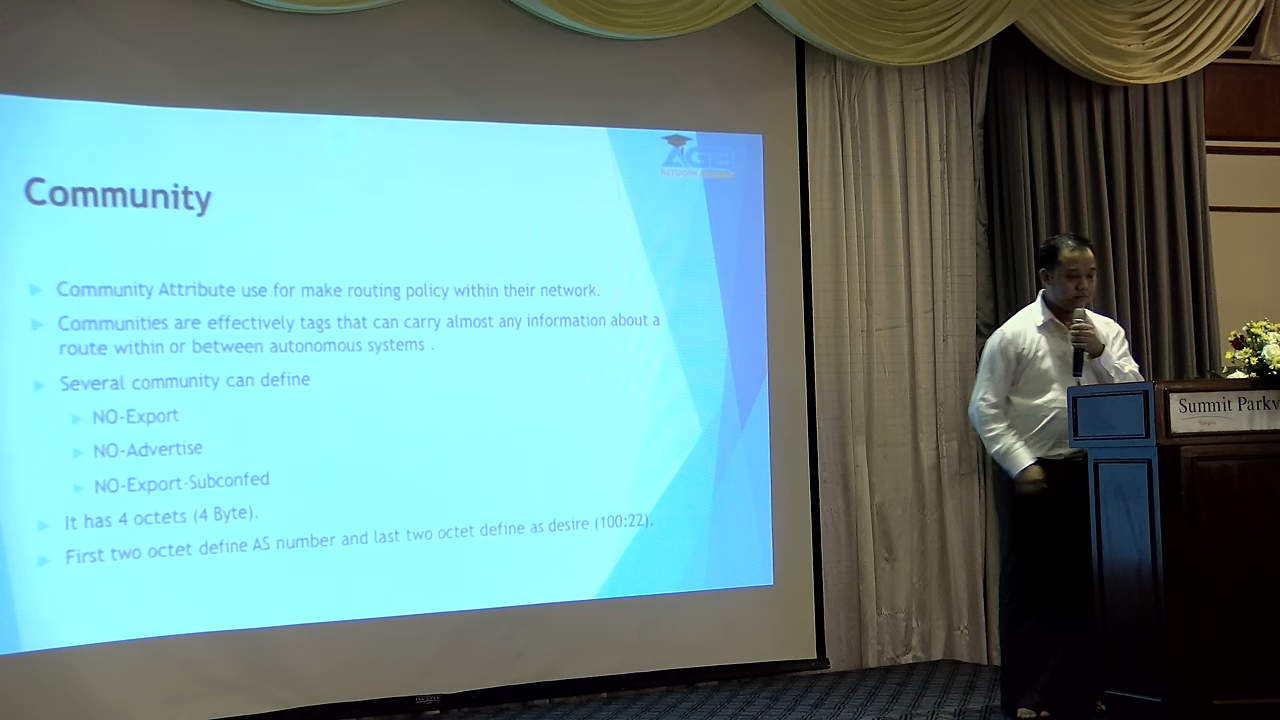 AGB
NETWORK
Community
Community Attribute use for make routing policy within their network.
Communities are effectively tags that can carry almost any information about a
route within or between autonomous systems .
Several community can define
NO-Export
NO-Advertise
NO-Export-Subconfed
It has 4 octets (4 Byte).
First two octet define AS number and last two octet define as desire (100:22).
Summit Parkv